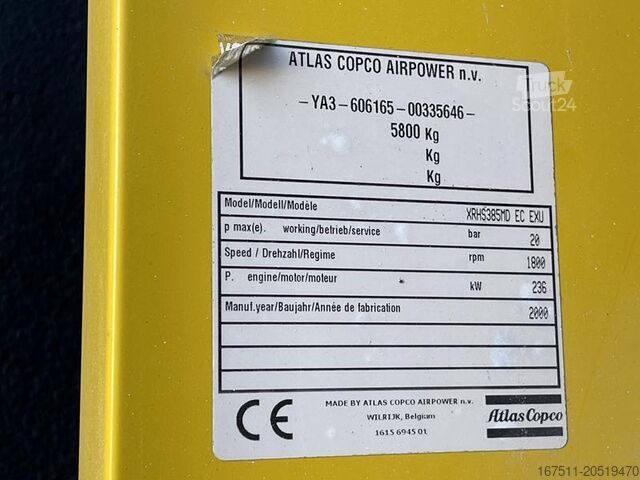 ATLAS COPCO AIRPOWER n.v.
-YA3-606165-00335646-
5800 Kg
Kg
Kg
Model/Modell/Modèle XRHS385MD EC EXU
p max(e). working/betrieb/service bar 20
Speed / Drehzahl/Regime rpm 1800
P. engine/motor/moteur kW 236
Manuf.year/Baujahr/Année de fabrication 2000
CE
MADE BY ATLAS COPCO AIRPOWER n.v.
WILRIJK, Belgium
1615 6945 01
Atlas Copco
Truck
Scout24
167511-20519470